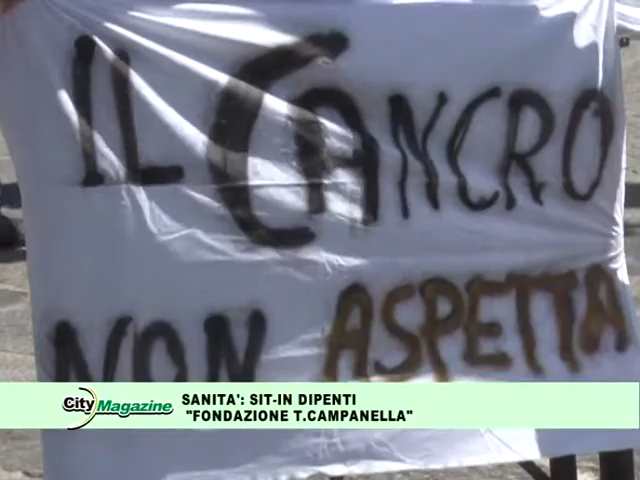 IL CANCRO
NON ASPETTA
City Magazine
SANITA': SIT-IN DIPENTI
"FONDAZIONE T.CAMPANELLA"